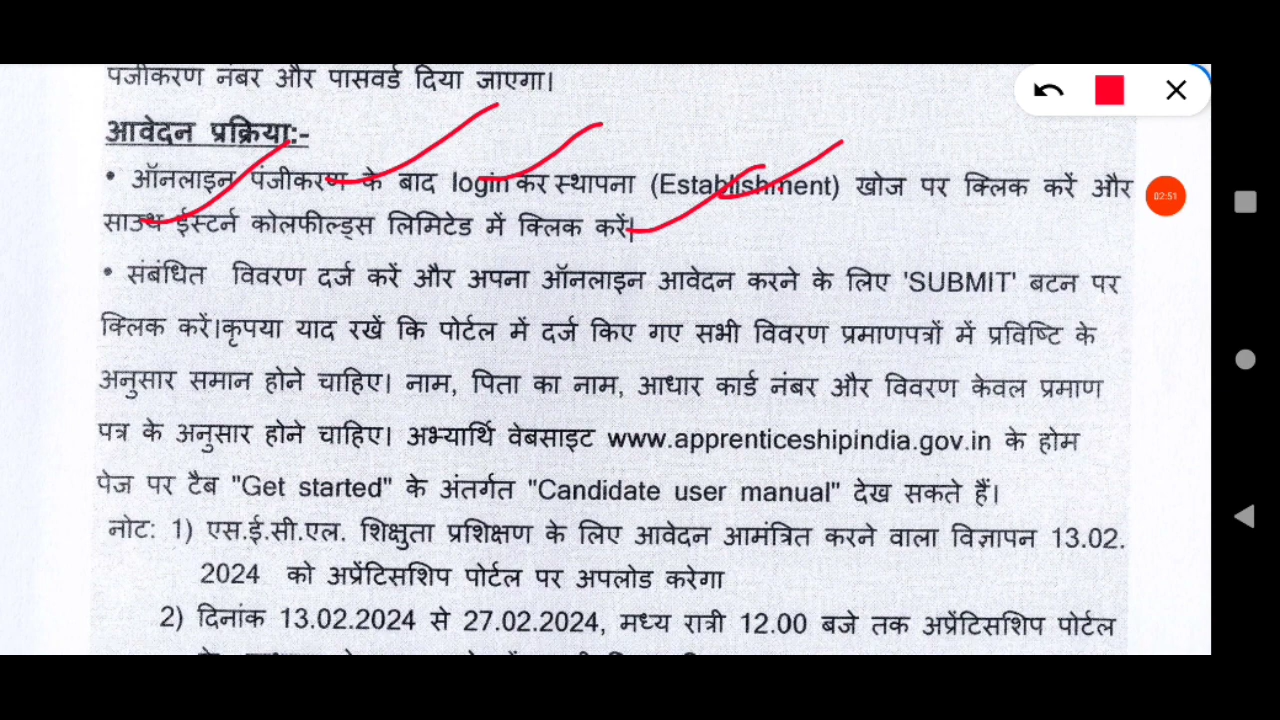 पंजीकरण नंबर और पासवर्ड दिया जाएगा।
आवेदन प्रक्रिया:-
• ऑनलाइन पंजीकरण के बाद login कर स्थापना (Establishment) खोज पर क्लिक करें और
साउथ ईस्टर्न कोलफील्ड्स लिमिटेड में क्लिक करें|
02:51
• संबंधित विवरण दर्ज करें और अपना ऑनलाइन आवेदन करने के लिए 'SUBMIT' बटन पर
क्लिक करें।कृपया याद रखें कि पोर्टल में दर्ज किए गए सभी विवरण प्रमाणपत्रों में प्रविष्टि के
अनुसार समान होने चाहिए। नाम, पिता का नाम, आधार कार्ड नंबर और विवरण केवल प्रमाण
पत्र के अनुसार होने चाहिए। अभ्यार्थि वेबसाइट www.apprenticeshipindia.gov.in के होम
पेज पर टैब "Get started" के अंतर्गत "Candidate user manual" देख सकते हैं।
नोट: 1) एस.ई.सी.एल. शिक्षुता प्रशिक्षण के लिए आवेदन आमंत्रित करने वाला विज्ञापन 13.02.
2024 को अप्रेंटिसशिप पोर्टल पर अपलोड करेगा
2) दिनांक 13.02.2024 से 27.02.2024, मध्य रात्री 12.00 बजे तक अप्रेंटिसशिप पोर्टल